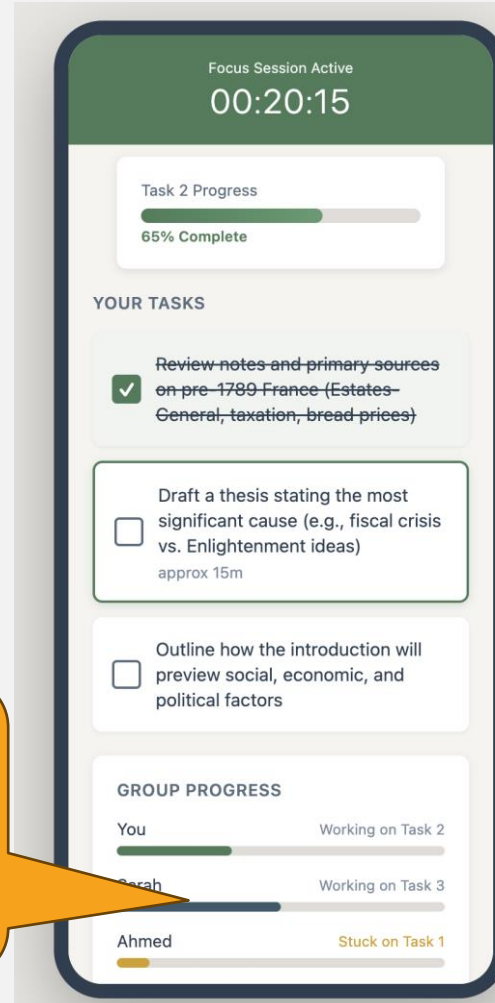 Focus Session Active
00:20:15
Task 2 Progress
65% Complete
YOUR TASKS
Review notes and primary sources
on pre-1789 France (Estates-
General, taxation, bread prices)
Draft a thesis stating the most
significant cause (e.g., fiscal crisis
vs. Enlightenment ideas)
approx 15m
Outline how the introduction will
preview social, economic, and
political factors
GROUP PROGRESS
You Working on Task 2
Sarah Working on Task 3
Ahmed Stuck on Task 1